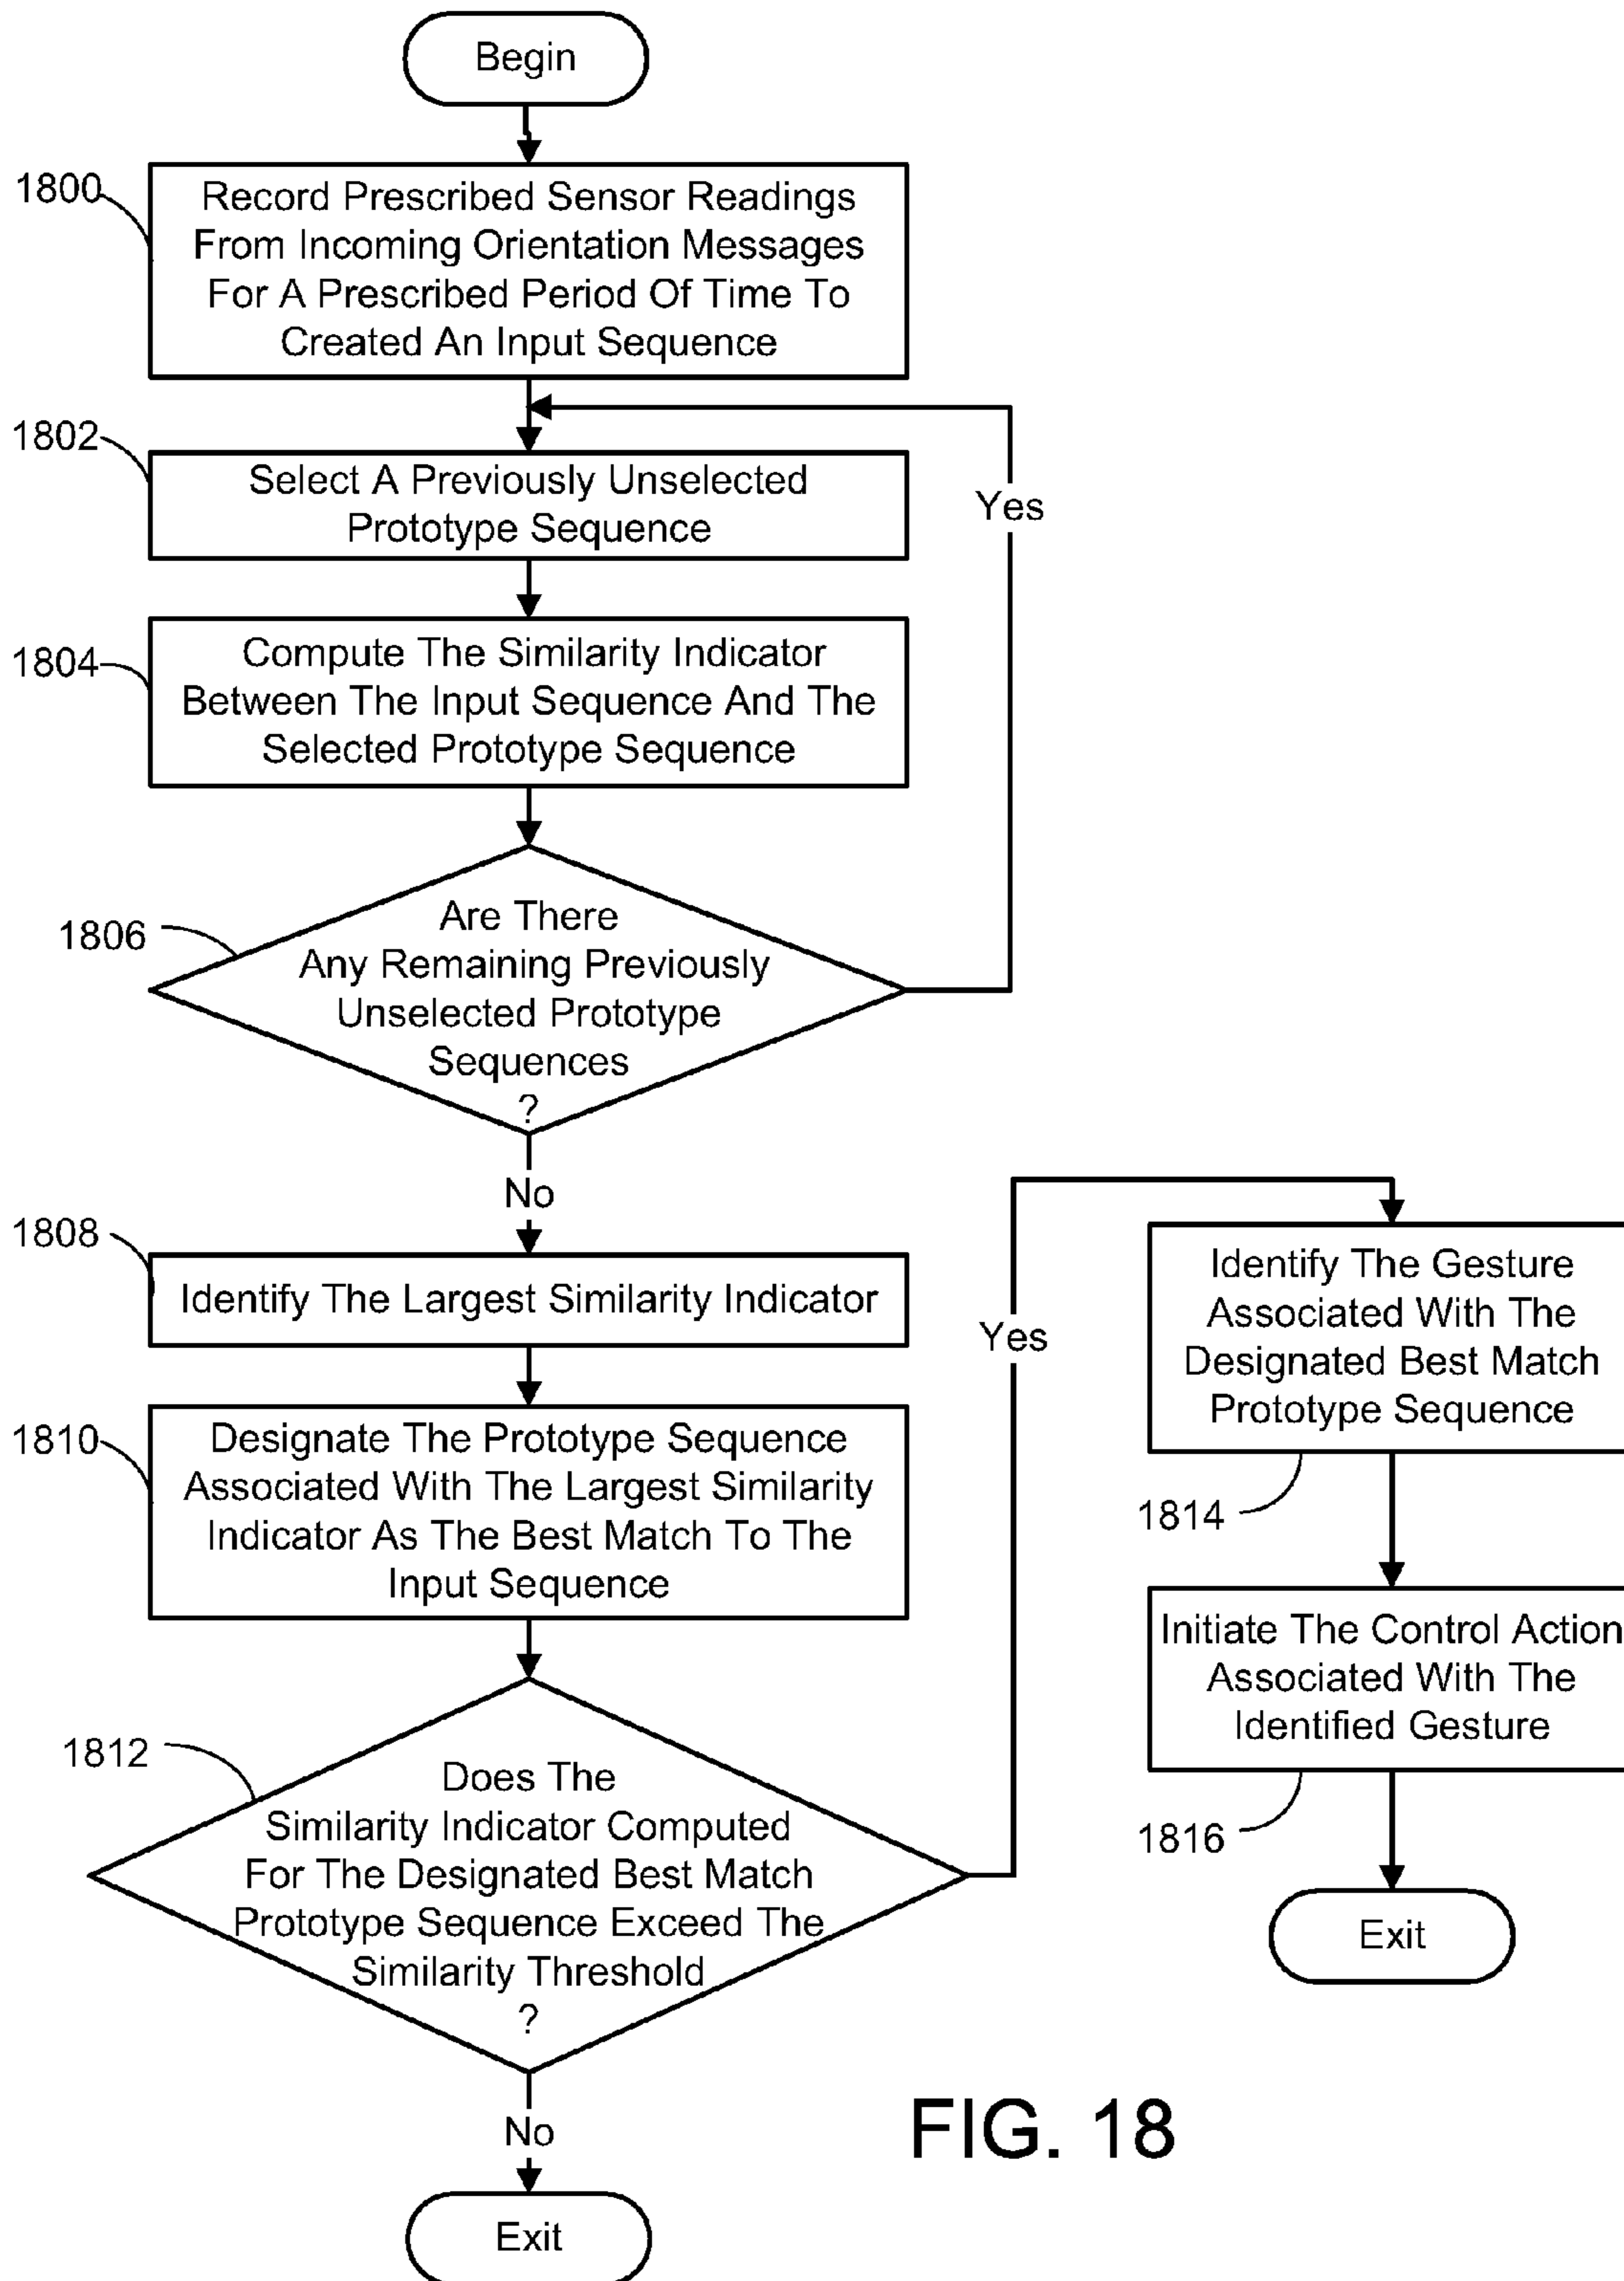 Begin
1800
Record Prescribed Sensor Readings
From Incoming Orientation Messages
For A Prescribed Period Of Time To
Created An Input Sequence
1802
Select A Previously Unselected
Prototype Sequence
Yes
1804
Compute The Similarity Indicator
Between The Input Sequence And The
Selected Prototype Sequence
1806
Are There
Any Remaining Previously
Unselected Prototype
Sequences
?
No
1808
Identify The Largest Similarity Indicator
1810
Designate The Prototype Sequence
Associated With The Largest Similarity
Indicator As The Best Match To The
Input Sequence
1812
Does The
Similarity Indicator Computed
For The Designated Best Match
Prototype Sequence Exceed The
Similarity Threshold
?
No
Exit
Yes
Identify The Gesture
Associated With The
Designated Best Match
Prototype Sequence
1814
Initiate The Control Action
Associated With The
Identified Gesture
1816
Exit
FIG. 18